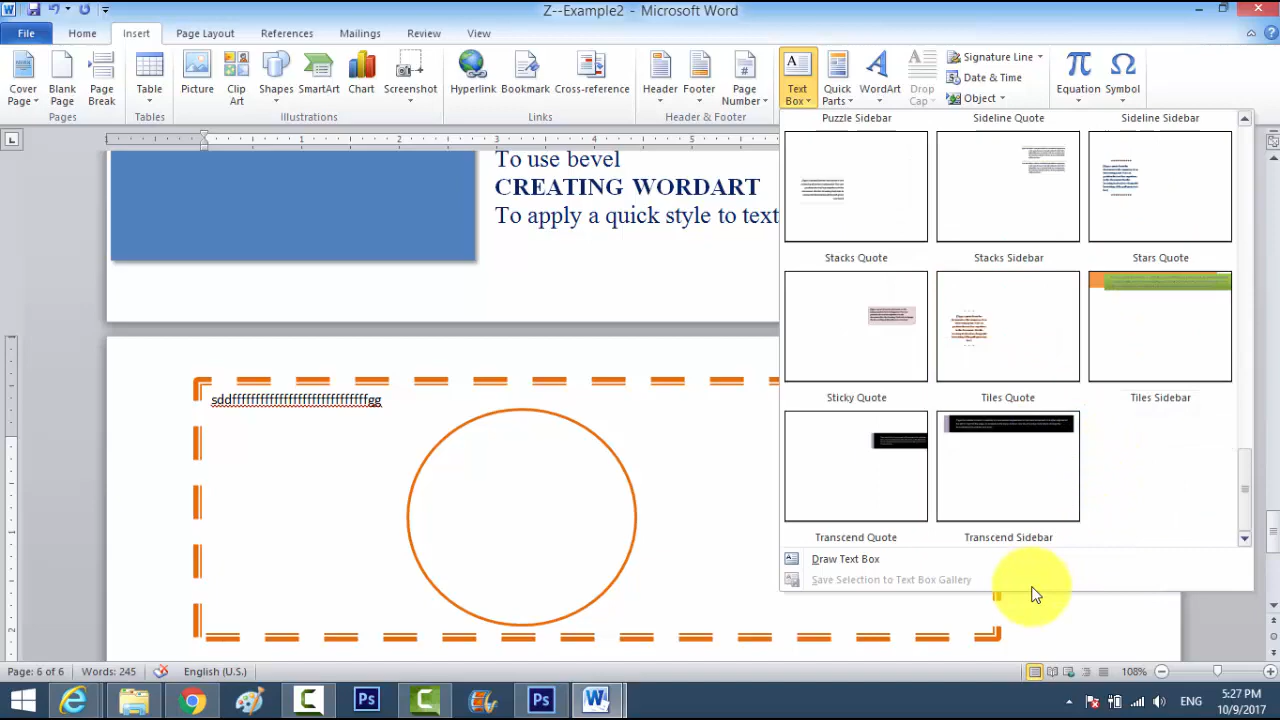 Z--Example2 - Microsoft Word
File Home Insert Page Layout References Mailings Review View
Cover Page
Blank Page
Page Break
Table
Picture
Clip Art
Shapes
SmartArt
Chart
Screenshot
Hyperlink
Bookmark
Cross-reference
Header
Footer
Page Number
Text Box
Quick Parts
WordArt
Drop Cap
Signature Line
Date & Time
Object
Equation
Symbol
Pages Tables Illustrations Links Header & Footer
1 2 3 4 5
To use bevel
CREATING WORDART
To apply a quick style to text
sddffffffffffffffffffffffffffffgg
Puzzle Sidebar Sideline Quote Sideline Sidebar
Stacks Quote Stacks Sidebar Stars Quote
Sticky Quote Tiles Quote Tiles Sidebar
Transcend Quote Transcend Sidebar
Draw Text Box
Save Selection to Text Box Gallery
Page: 6 of 6 Words: 245 English (U.S.) 108%
ENG
5:27 PM
10/9/2017